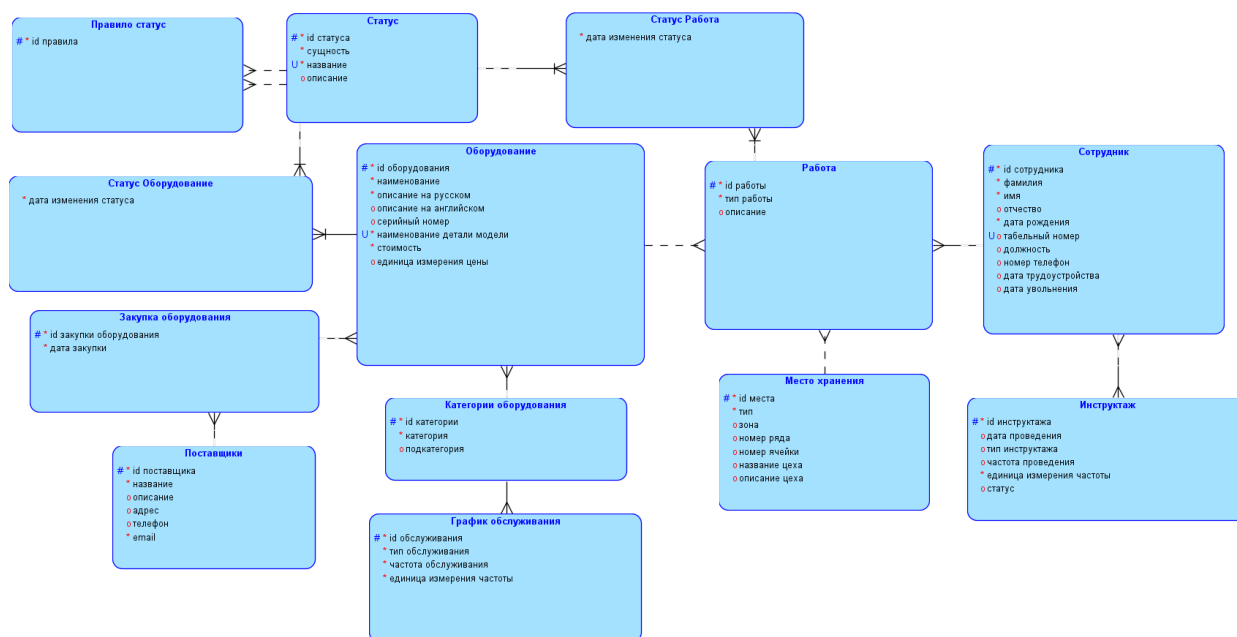 Правило статус
# * id правила
Статус
# * id статуса
* сущность
U * название
o описание
Статус Работа
* дата изменения статуса
Статус Оборудование
* дата изменения статуса
Оборудование
# * id оборудования
* наименование
* описание на русском
o описание на английском
o серийный номер
U * наименование детали модели
* стоимость
o единица измерения цены
Работа
# * id работы
* тип работы
o описание
Сотрудник
# * id сотрудника
* фамилия
* имя
o отчество
* дата рождения
U o табельный номер
o должность
o номер телефон
o дата трудоустройства
o дата увольнения
Закупка оборудования
# * id закупки оборудования
* дата закупки
Категории оборудования
# * id категории
* категория
o подкатегория
Место хранения
# * id места
* тип
o зона
o номер ряда
o номер ячейки
o название цеха
o описание цеха
Инструктаж
# * id инструктажа
o дата проведения
o тип инструктажа
o частота проведения
* единица измерения частоты
o статус
Поставщики
# * id поставщика
* название
o описание
o адрес
o телефон
* email
График обслуживания
# * id обслуживания
* тип обслуживания
* частота обслуживания
* единица измерения частоты